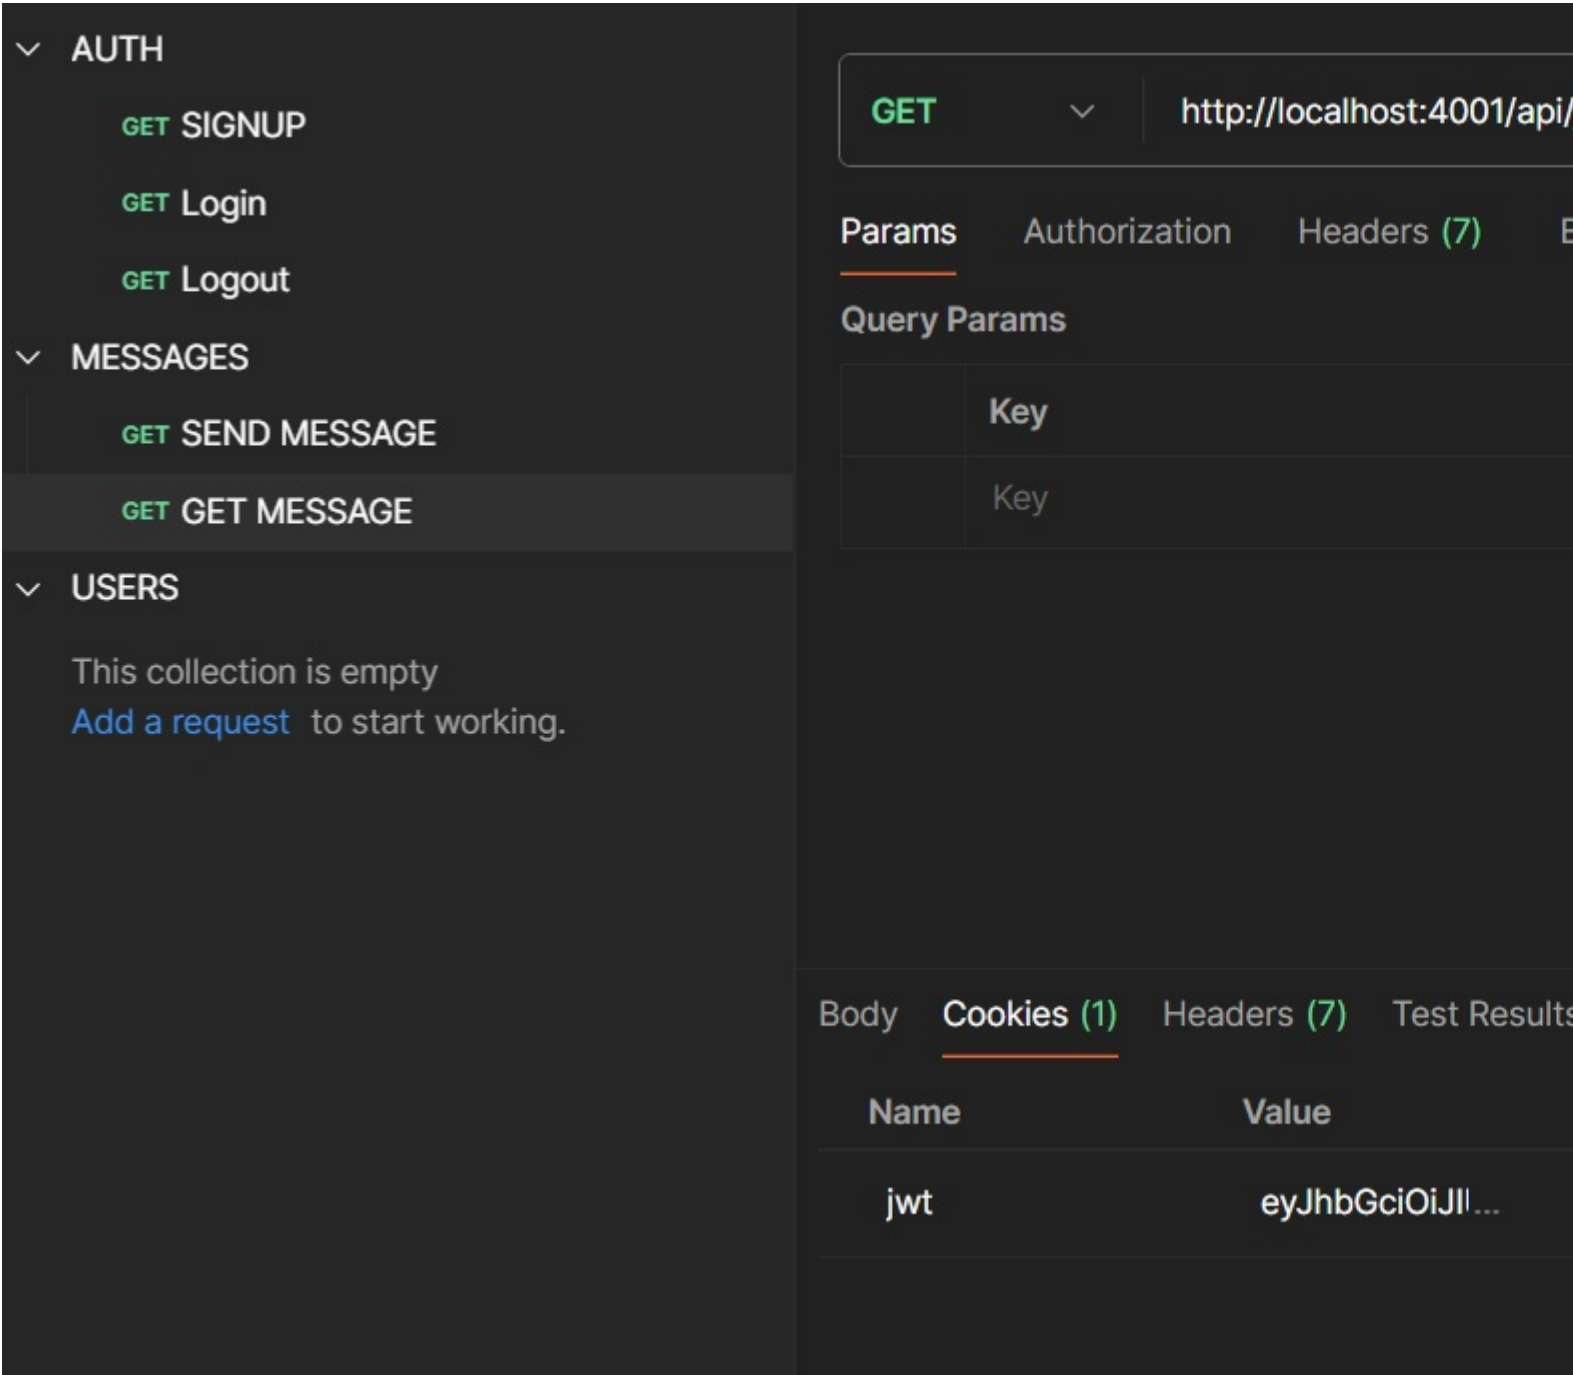 AUTH
GET SIGNUP
GET Login
GET Logout
MESSAGES
GET SEND MESSAGE
GET GET MESSAGE
USERS
This collection is empty
Add a request to start working.
GET http://localhost:4001/api/
Params Authorization Headers (7)
Query Params
Key
Key
Body Cookies (1) Headers (7) Test Results
Name Value
jwt eyJhbGciOiJI...